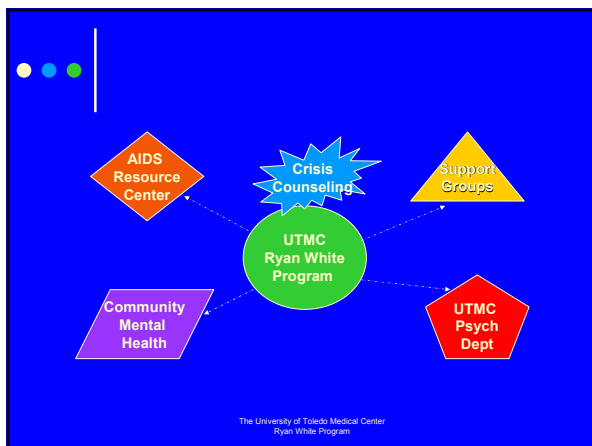 AIDS
Resource
Center
Crisis
Counseling
Support
Groups
UTMC
Ryan White
Program
Community
Mental
Health
UTMC
Psych
Dept
The University of Toledo Medical Center
Ryan White Program